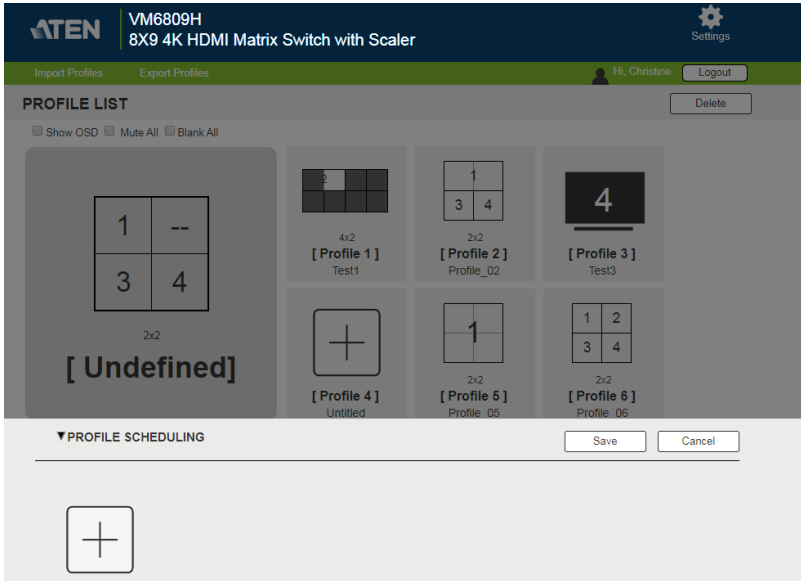 ATEN
VM6809H
8X9 4K HDMI Matrix Switch with Scaler
Settings
Import Profiles
Export Profiles
Hi, Christine.
Logout
PROFILE LIST
Delete
Show OSD
Mute All
Blank All
1 --
3 4
2x2
[ Undefined]
2
4x2
[ Profile 1 ]
Test1
1
3 4
2x2
[ Profile 2 ]
Profile_02
4
[ Profile 3 ]
Test3
[ Profile 4 ]
Untitled
1
2x2
[ Profile 5 ]
Profile_05
1 2
3 4
2x2
[ Profile 6 ]
Profile_06
PROFILE SCHEDULING
Save
Cancel